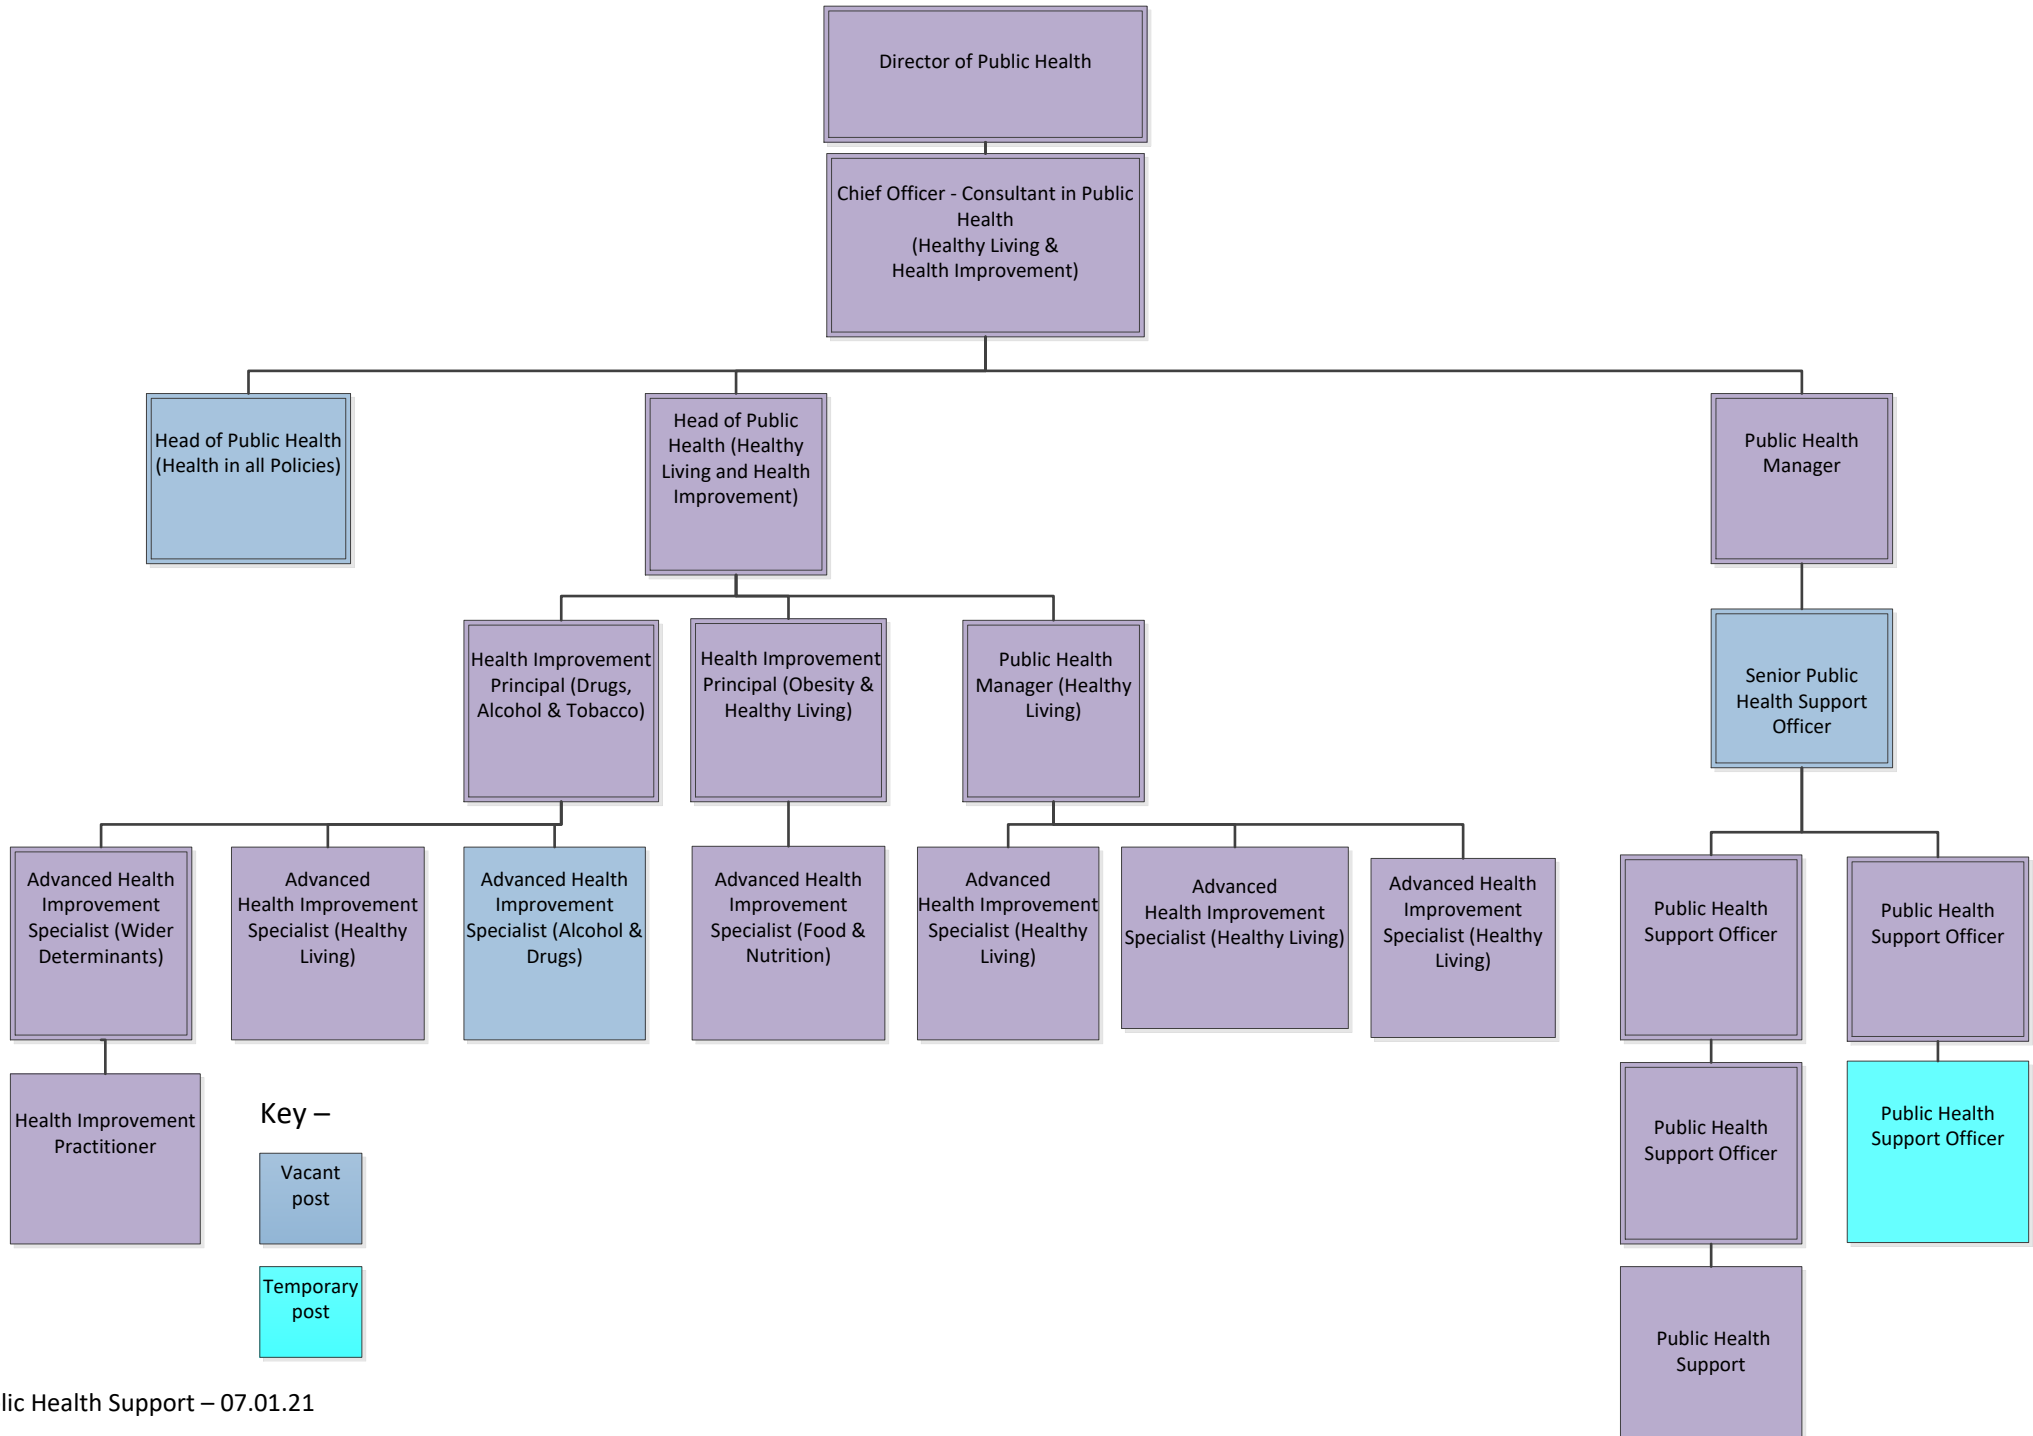 Director of Public Health
Chief Officer - Consultant in Public
Health
(Healthy Living &
Health Improvement)
Head of Public Health
(Health in all Policies)
Head of Public
Health (Healthy
Living and Health
Improvement)
Public Health
Manager
Health Improvement
Principal (Drugs,
Alcohol & Tobacco)
Health Improvement
Principal (Obesity &
Healthy Living)
Public Health
Manager (Healthy
Living)
Senior Public
Health Support
Officer
Advanced Health
Improvement
Specialist (Wider
Determinants)
Advanced
Health Improvement
Specialist (Healthy
Living)
Advanced Health
Improvement
Specialist (Alcohol &
Drugs)
Advanced Health
Improvement
Specialist (Food &
Nutrition)
Advanced
Health Improvement
Specialist (Healthy
Living)
Advanced
Health Improvement
Specialist (Healthy Living)
Advanced Health
Improvement
Specialist (Healthy
Living)
Public Health
Support Officer
Public Health
Support Officer
Health Improvement
Practitioner
Public Health
Support Officer
Public Health
Support Officer
Public Health
Support
Key –
Vacant
post
Temporary
post
lic Health Support – 07.01.21